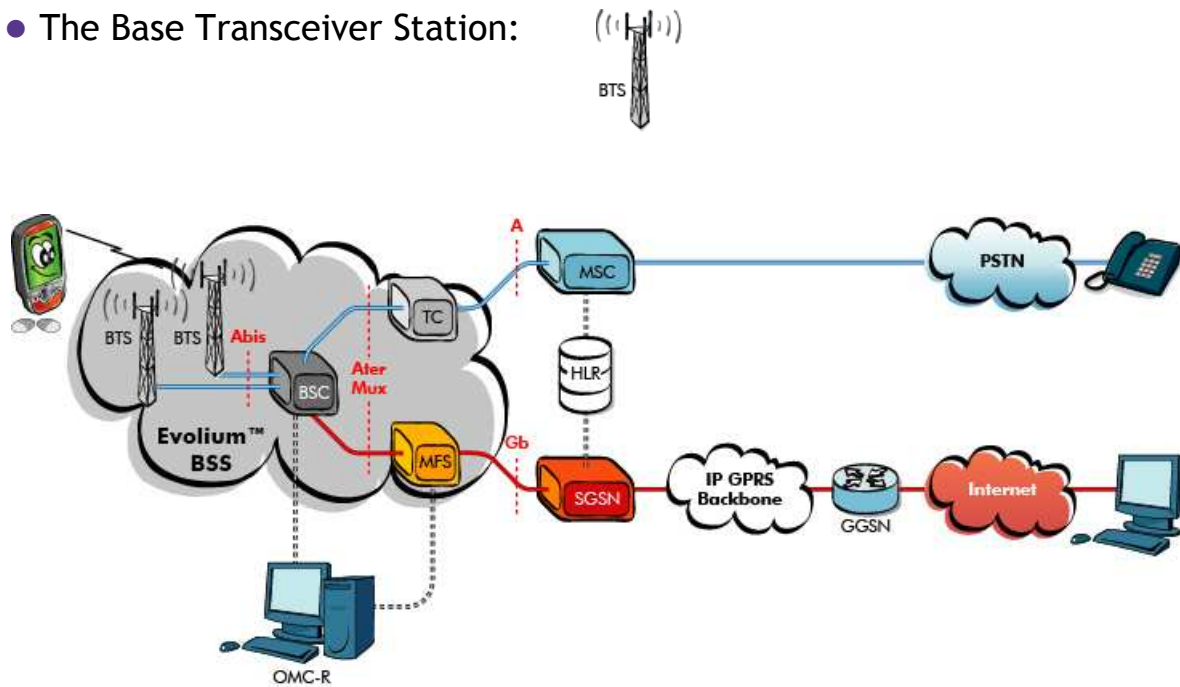 ● The Base Transceiver Station:
BTS
A
MSC
PSTN
TC
BTS
BTS
Abis
HLR
BSC
Ater
Mux
Evolium™
BSS
MFS
Gb
SGSN
IP GPRS
Backbone
GGSN
Internet
OMC-R